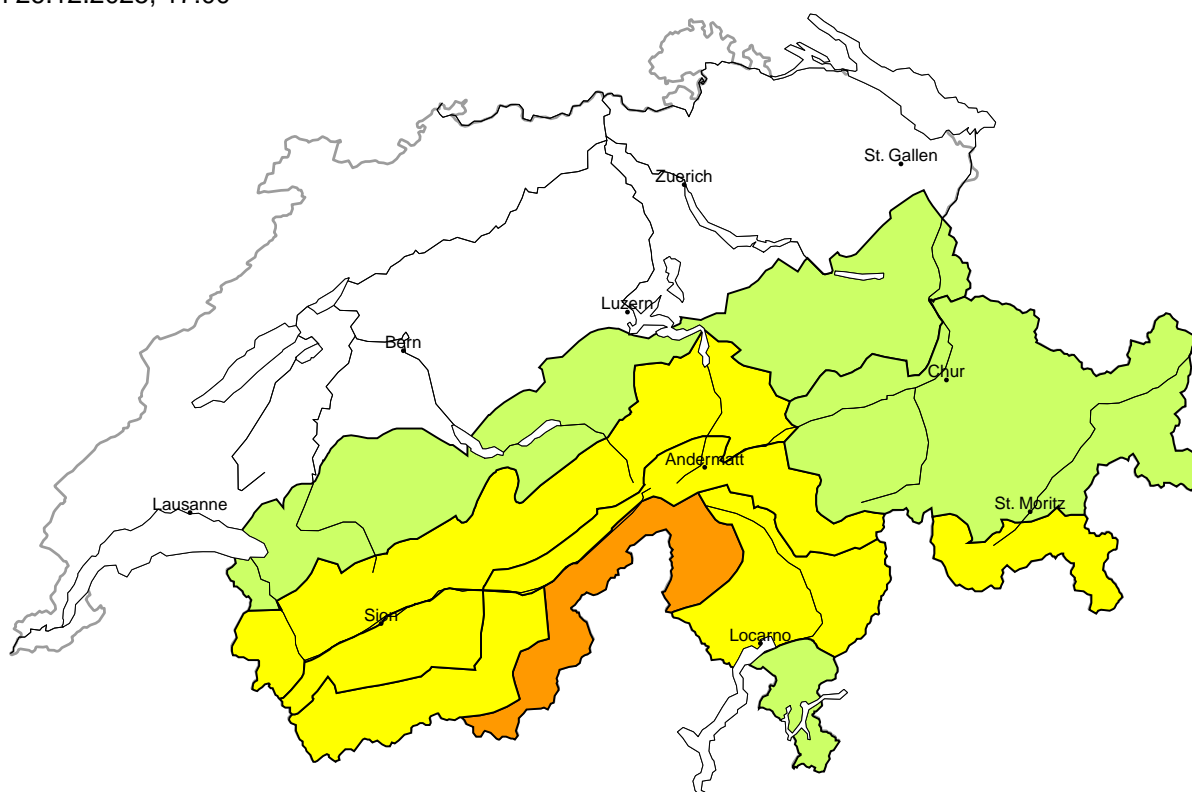 St. Gallen
Zuerich
Luzern
Bern
Chur
Andermatt
Lausanne
St. Moritz
Sion
Locarno